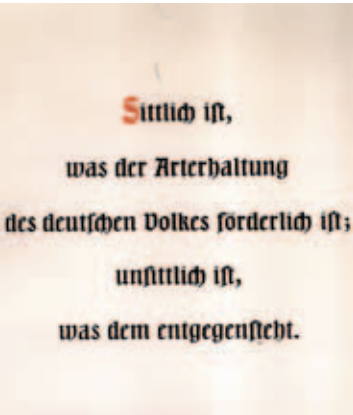 Sittlich ist,
was der Arterhaltung
des deutschen Volkes förderlich ist;
unsittlich ist,
was dem entgegensteht.